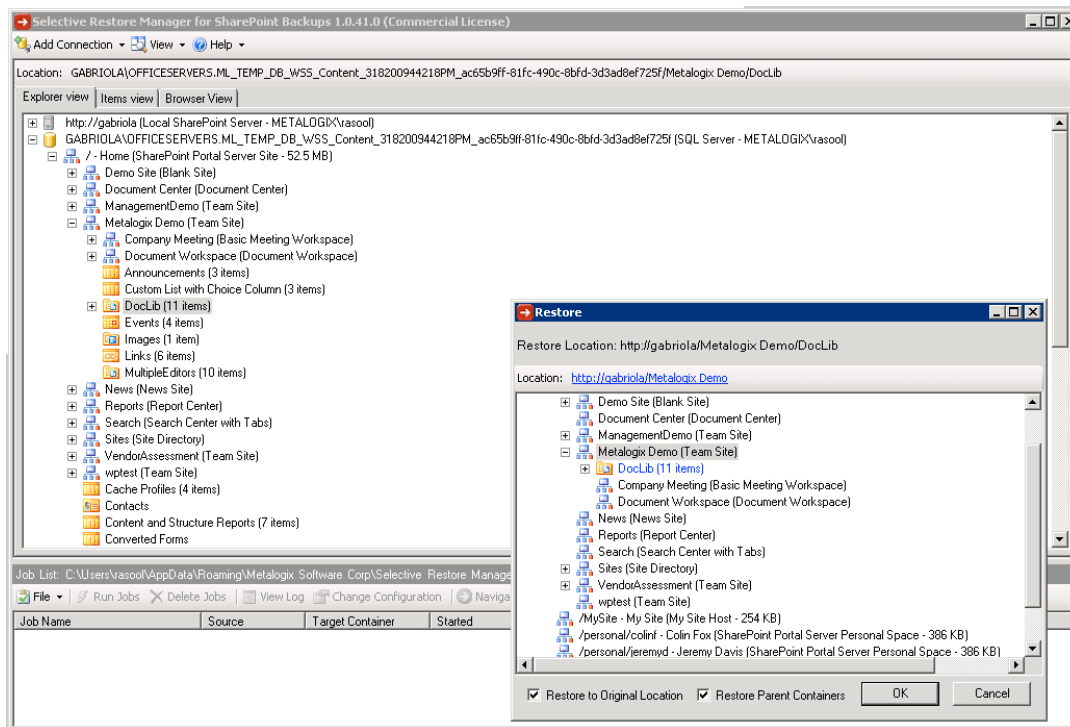 Selective Restore Manager for SharePoint Backups 1.0.41.0 (Commercial License)
Add Connection View Help
Location: GABRIOLA\OFFICESERVERS.ML_TEMP_DB_WSS_Content_318200944218PM_ac65b9ff-81fc-490c-8bfd-3d3ad8ef725f/Metalogix Demo/DocLib
Explorer view Items view Browser View
http://gabriola (Local SharePoint Server - METALOGIX\rasool)
GABRIOLA\OFFICESERVERS.ML_TEMP_DB_WSS_Content_318200944218PM_ac65b9ff-81fc-490c-8bfd-3d3ad8ef725f (SQL Server - METALOGIX\rasool)
/ - Home (SharePoint Portal Server Site - 52.5 MB)
Demo Site (Blank Site)
Document Center (Document Center)
ManagementDemo (Team Site)
Metalogix Demo (Team Site)
Company Meeting (Basic Meeting Workspace)
Document Workspace (Document Workspace)
Announcements (3 items)
Custom List with Choice Column (3 items)
DocLib (11 items)
Events (4 items)
Images (1 item)
Links (6 items)
MultipleEditors (10 items)
News (News Site)
Reports (Report Center)
Search (Search Center with Tabs)
Sites (Site Directory)
VendorAssessment (Team Site)
wptest (Team Site)
Cache Profiles (4 items)
Contacts
Content and Structure Reports (7 items)
Converted Forms
Job List: C:\Users\rasool\AppData\Roaming\Metalogix Software Corp\Selective Restore Manage
File Run Jobs Delete Jobs View Log Change Configuration Naviga
Job Name Source Target Container Started
Restore
Restore Location: http://gabriola/Metalogix Demo/DocLib
Location: http://gabriola/Metalogix Demo
Demo Site (Blank Site)
Document Center (Document Center)
ManagementDemo (Team Site)
Metalogix Demo (Team Site)
DocLib (11 items)
Company Meeting (Basic Meeting Workspace)
Document Workspace (Document Workspace)
News (News Site)
Reports (Report Center)
Search (Search Center with Tabs)
Sites (Site Directory)
VendorAssessment (Team Site)
wptest (Team Site)
/MySite - My Site (My Site Host - 254 KB)
/personal/colinf - Colin Fox (SharePoint Portal Server Personal Space - 386 KB)
/personal/jeremyd - Jeremy Davis (SharePoint Portal Server Personal Space - 386 KB)
Restore to Original Location Restore Parent Containers OK Cancel